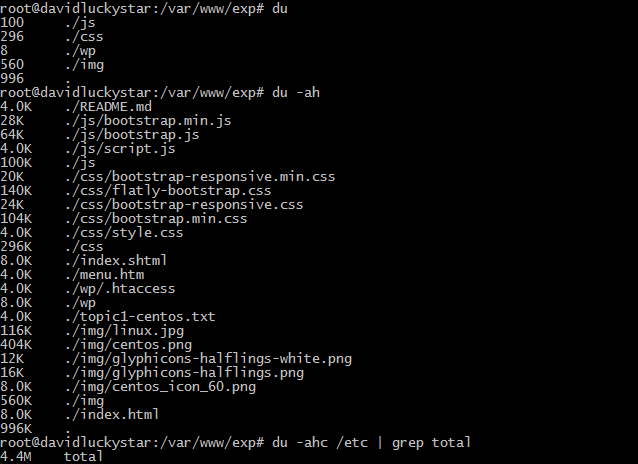 root@davidluckystar:/var/www/exp# du
100     ./js
296     ./css
8       ./wp
560     ./img
996     .
root@davidluckystar:/var/www/exp# du -ah
4.0K    ./README.md
28K     ./js/bootstrap.min.js
64K     ./js/bootstrap.js
4.0K    ./js/script.js
100K    ./js
20K     ./css/bootstrap-responsive.min.css
140K    ./css/flatly-bootstrap.css
24K     ./css/bootstrap-responsive.css
104K    ./css/bootstrap.min.css
4.0K    ./css/style.css
296K    ./css
8.0K    ./index.shtml
4.0K    ./menu.htm
4.0K    ./wp/.htaccess
8.0K    ./wp
4.0K    ./topic1-centos.txt
116K    ./img/linux.jpg
404K    ./img/centos.png
12K     ./img/glyphicons-halflings-white.png
16K     ./img/glyphicons-halflings.png
8.0K    ./img/centos_icon_60.png
560K    ./img
8.0K    ./index.html
996K    .
root@davidluckystar:/var/www/exp# du -ahc /etc | grep total
4.4M    total